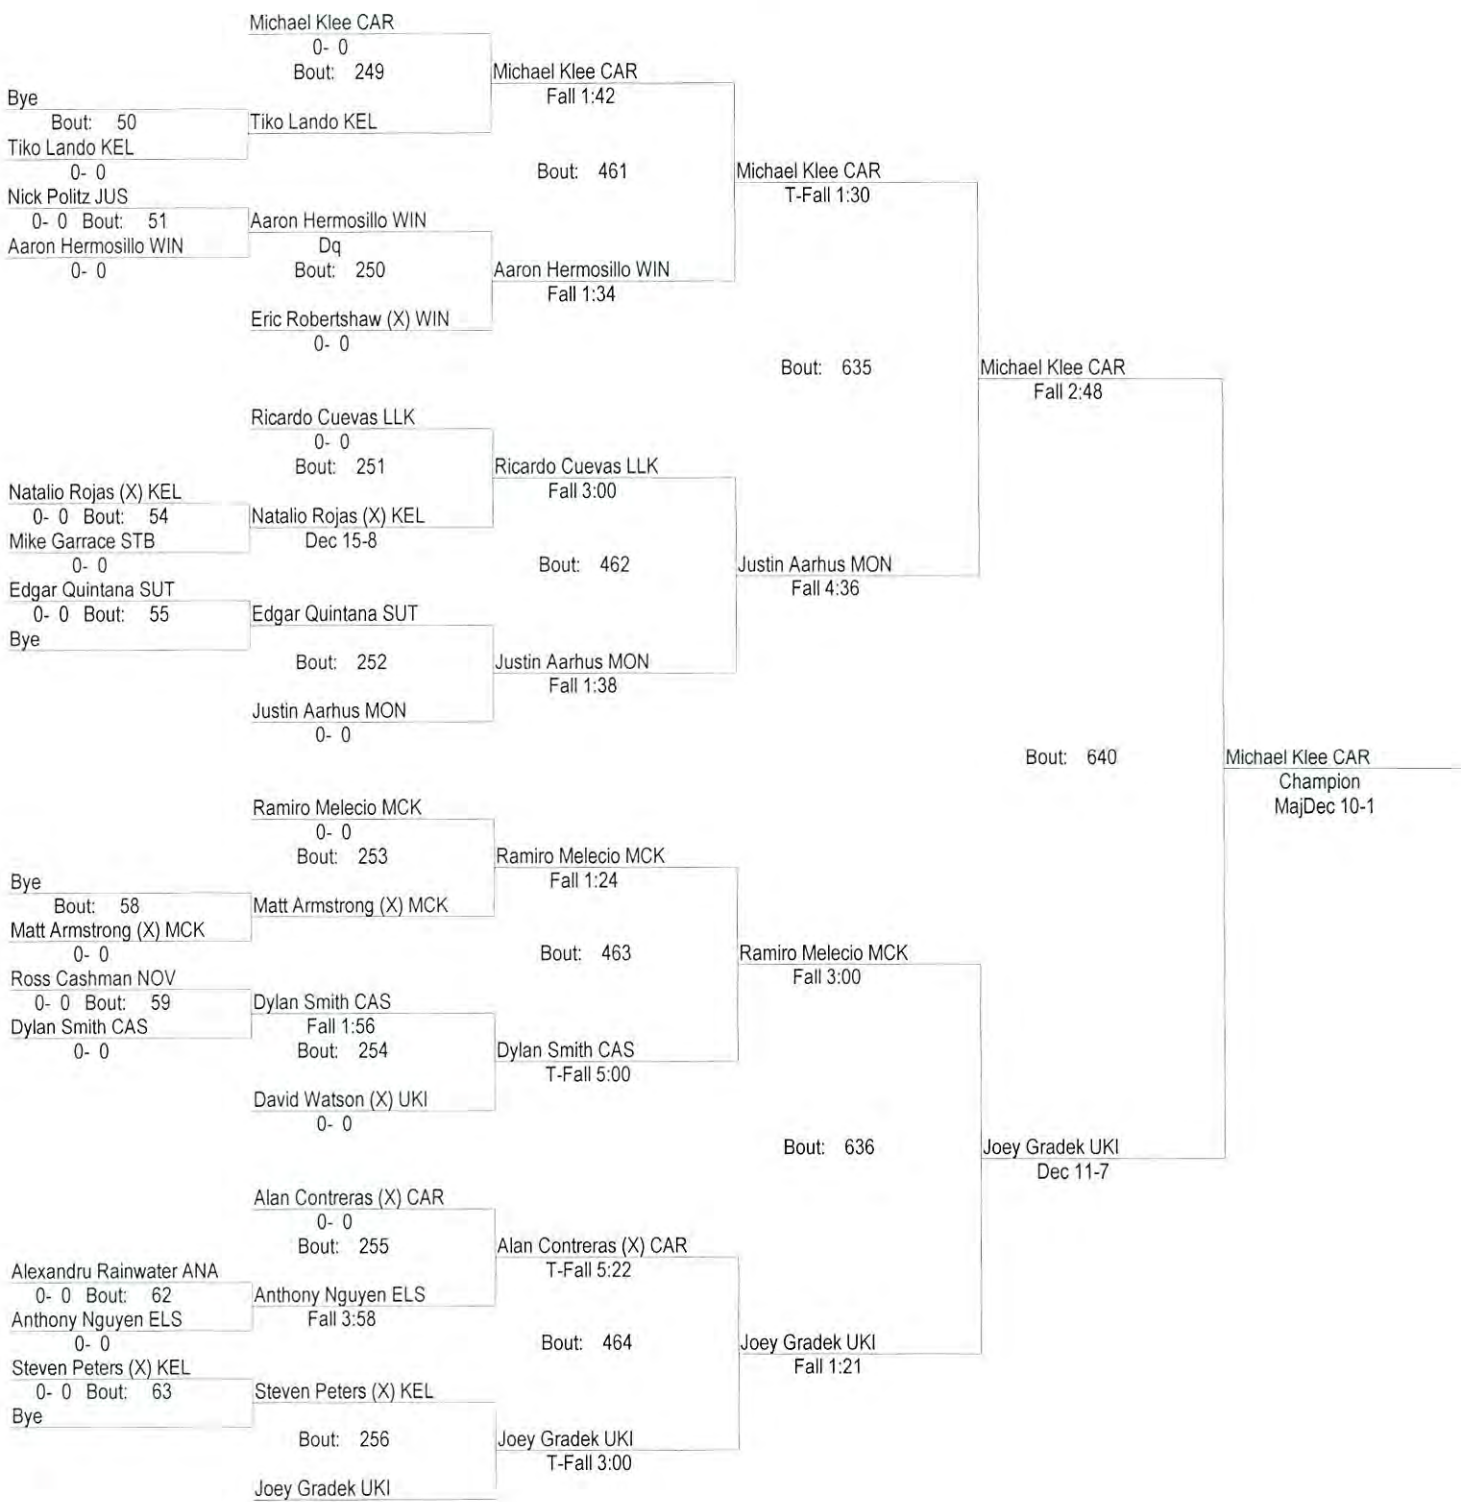 Michael Klee CAR
0- 0
Bout: 249
Michael Klee CAR
Fall 1:42
Bye
Bout: 50
Tiko Lando KEL
Tiko Lando KEL
0- 0
Bout: 461
Michael Klee CAR
T-Fall 1:30
Nick Politz JUS
0- 0 Bout: 51
Aaron Hermosillo WIN
Aaron Hermosillo WIN
0- 0
Dq
Bout: 250
Aaron Hermosillo WIN
Fall 1:34
Eric Robertshaw (X) WIN
0- 0
Bout: 635
Michael Klee CAR
Fall 2:48
Ricardo Cuevas LLK
0- 0
Bout: 251
Ricardo Cuevas LLK
Fall 3:00
Natalio Rojas (X) KEL
0- 0 Bout: 54
Natalio Rojas (X) KEL
Dec 15-8
Mike Garrace STB
0- 0
Bout: 462
Justin Aarhus MON
Fall 4:36
Edgar Quintana SUT
0- 0 Bout: 55
Edgar Quintana SUT
Bye
Bout: 252
Justin Aarhus MON
Fall 1:38
Justin Aarhus MON
0- 0
Bout: 640
Michael Klee CAR
Champion
MajDec 10-1
Ramiro Melecio MCK
0- 0
Bout: 253
Ramiro Melecio MCK
Fall 1:24
Bye
Bout: 58
Matt Armstrong (X) MCK
Matt Armstrong (X) MCK
0- 0
Bout: 463
Ramiro Melecio MCK
Fall 3:00
Ross Cashman NOV
0- 0 Bout: 59
Dylan Smith CAS
Dylan Smith CAS
0- 0
Fall 1:56
Bout: 254
Dylan Smith CAS
T-Fall 5:00
David Watson (X) UKI
0- 0
Bout: 636
Joey Gradek UKI
Dec 11-7
Alan Contreras (X) CAR
0- 0
Bout: 255
Alan Contreras (X) CAR
T-Fall 5:22
Alexandru Rainwater ANA
0- 0 Bout: 62
Anthony Nguyen ELS
Fall 3:58
Anthony Nguyen ELS
0- 0
Bout: 464
Joey Gradek UKI
Fall 1:21
Steven Peters (X) KEL
0- 0 Bout: 63
Steven Peters (X) KEL
Bye
Bout: 256
Joey Gradek UKI
T-Fall 3:00
Joey Gradek UKI